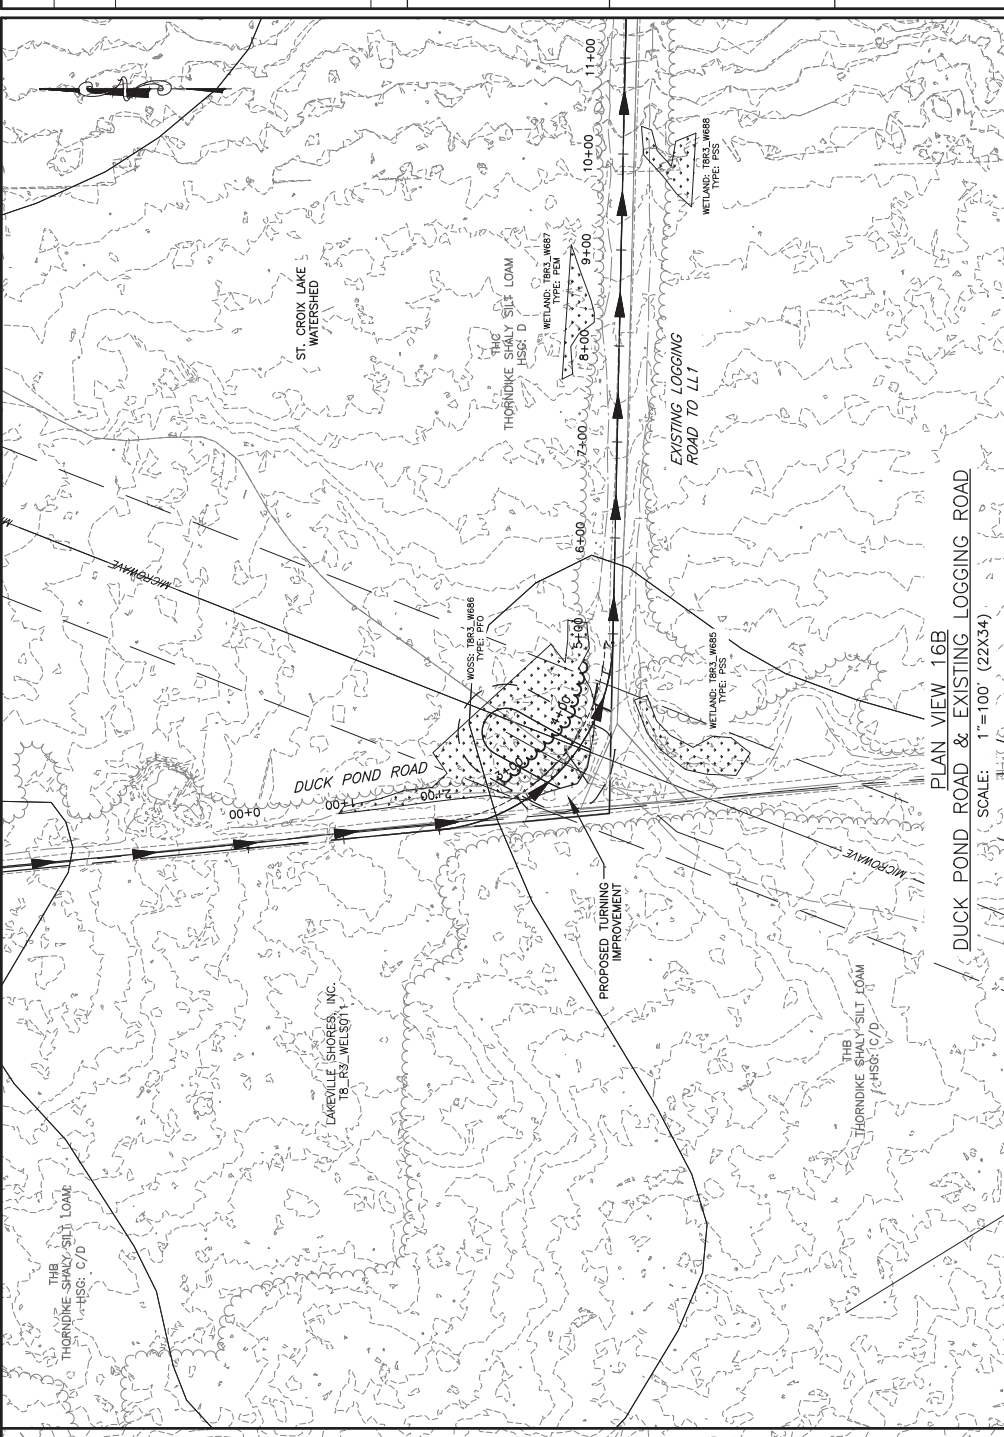 THB
THORNDIKE SHALY SILT LOAM
HSG: C/D
LAKEVILLE SHORES, INC.
T8_R3_WELS011
ST. CROIX LAKE
WATERSHED
THC
THORNDIKE SHALY SILT LOAM
HSG: D
MICROWAVE
DUCK POND ROAD
0+00
1+00
2+00
3+00
4+00
5+00
6+00
7+00
8+00
9+00
10+00
11+00
WOSS: T8R3_W686
TYPE: PFO
WETLAND: T8R3_W687
TYPE: PEM
WETLAND: T8R3_W688
TYPE: PSS
WETLAND: T8R3_W685
TYPE: PSS
EXISTING LOGGING
ROAD TO LL1
PROPOSED TURNING
IMPROVEMENT
MICROWAVE
THB
THORNDIKE SHALY SILT LOAM
HSG: C/D
PLAN VIEW 16B
DUCK POND ROAD & EXISTING LOGGING ROAD
SCALE: 1"=100' (22X34)